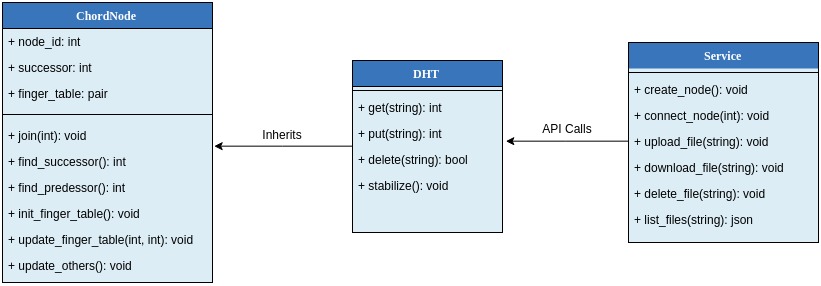 ChordNode
+ node_id: int
+ successor: int
+ finger_table: pair
+ join(int): void
+ find_successor(): int
+ find_predessor(): int
+ init_finger_table(): void
+ update_finger_table(int, int): void
+ update_others(): void
Inherits
DHT
+ get(string): int
+ put(string): int
+ delete(string): bool
+ stabilize(): void
API Calls
Service
+ create_node(): void
+ connect_node(int): void
+ upload_file(string): void
+ download_file(string): void
+ delete_file(string): void
+ list_files(string): json